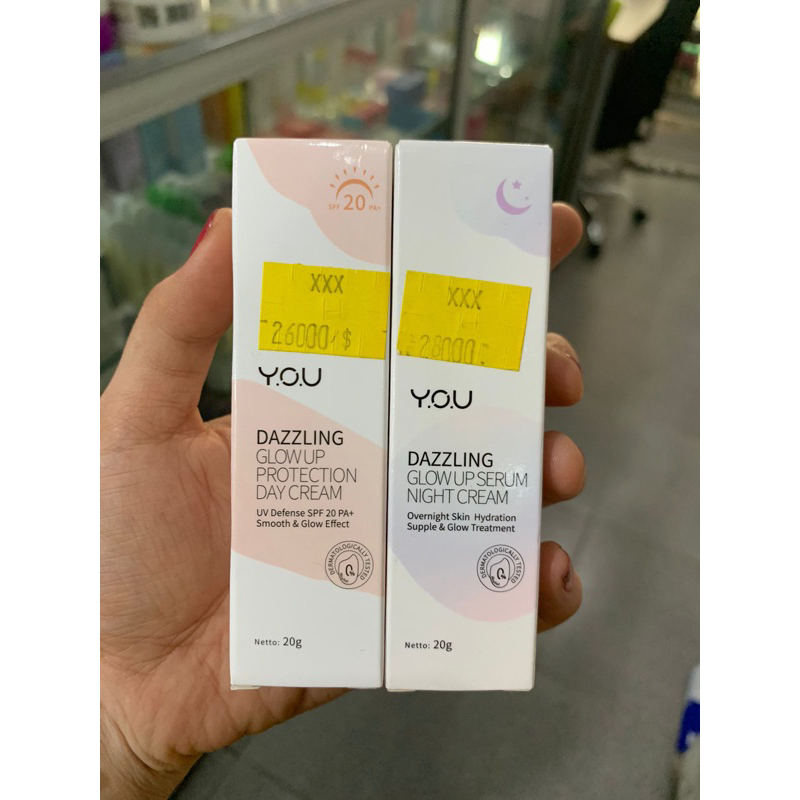 SPF 20 PA+
XXX
26000/$
Y.O.U
DAZZLING
GLOW UP
PROTECTION
DAY CREAM
UV Defense SPF 20 PA+
Smooth & Glow Effect
DERMATOLOGICALLY TESTED
Netto: 20g
XXX
28000
Y.O.U
DAZZLING
GLOW UP SERUM
NIGHT CREAM
Overnight Skin Hydration
Supple & Glow Treatment
DERMATOLOGICALLY TESTED
Netto: 20g